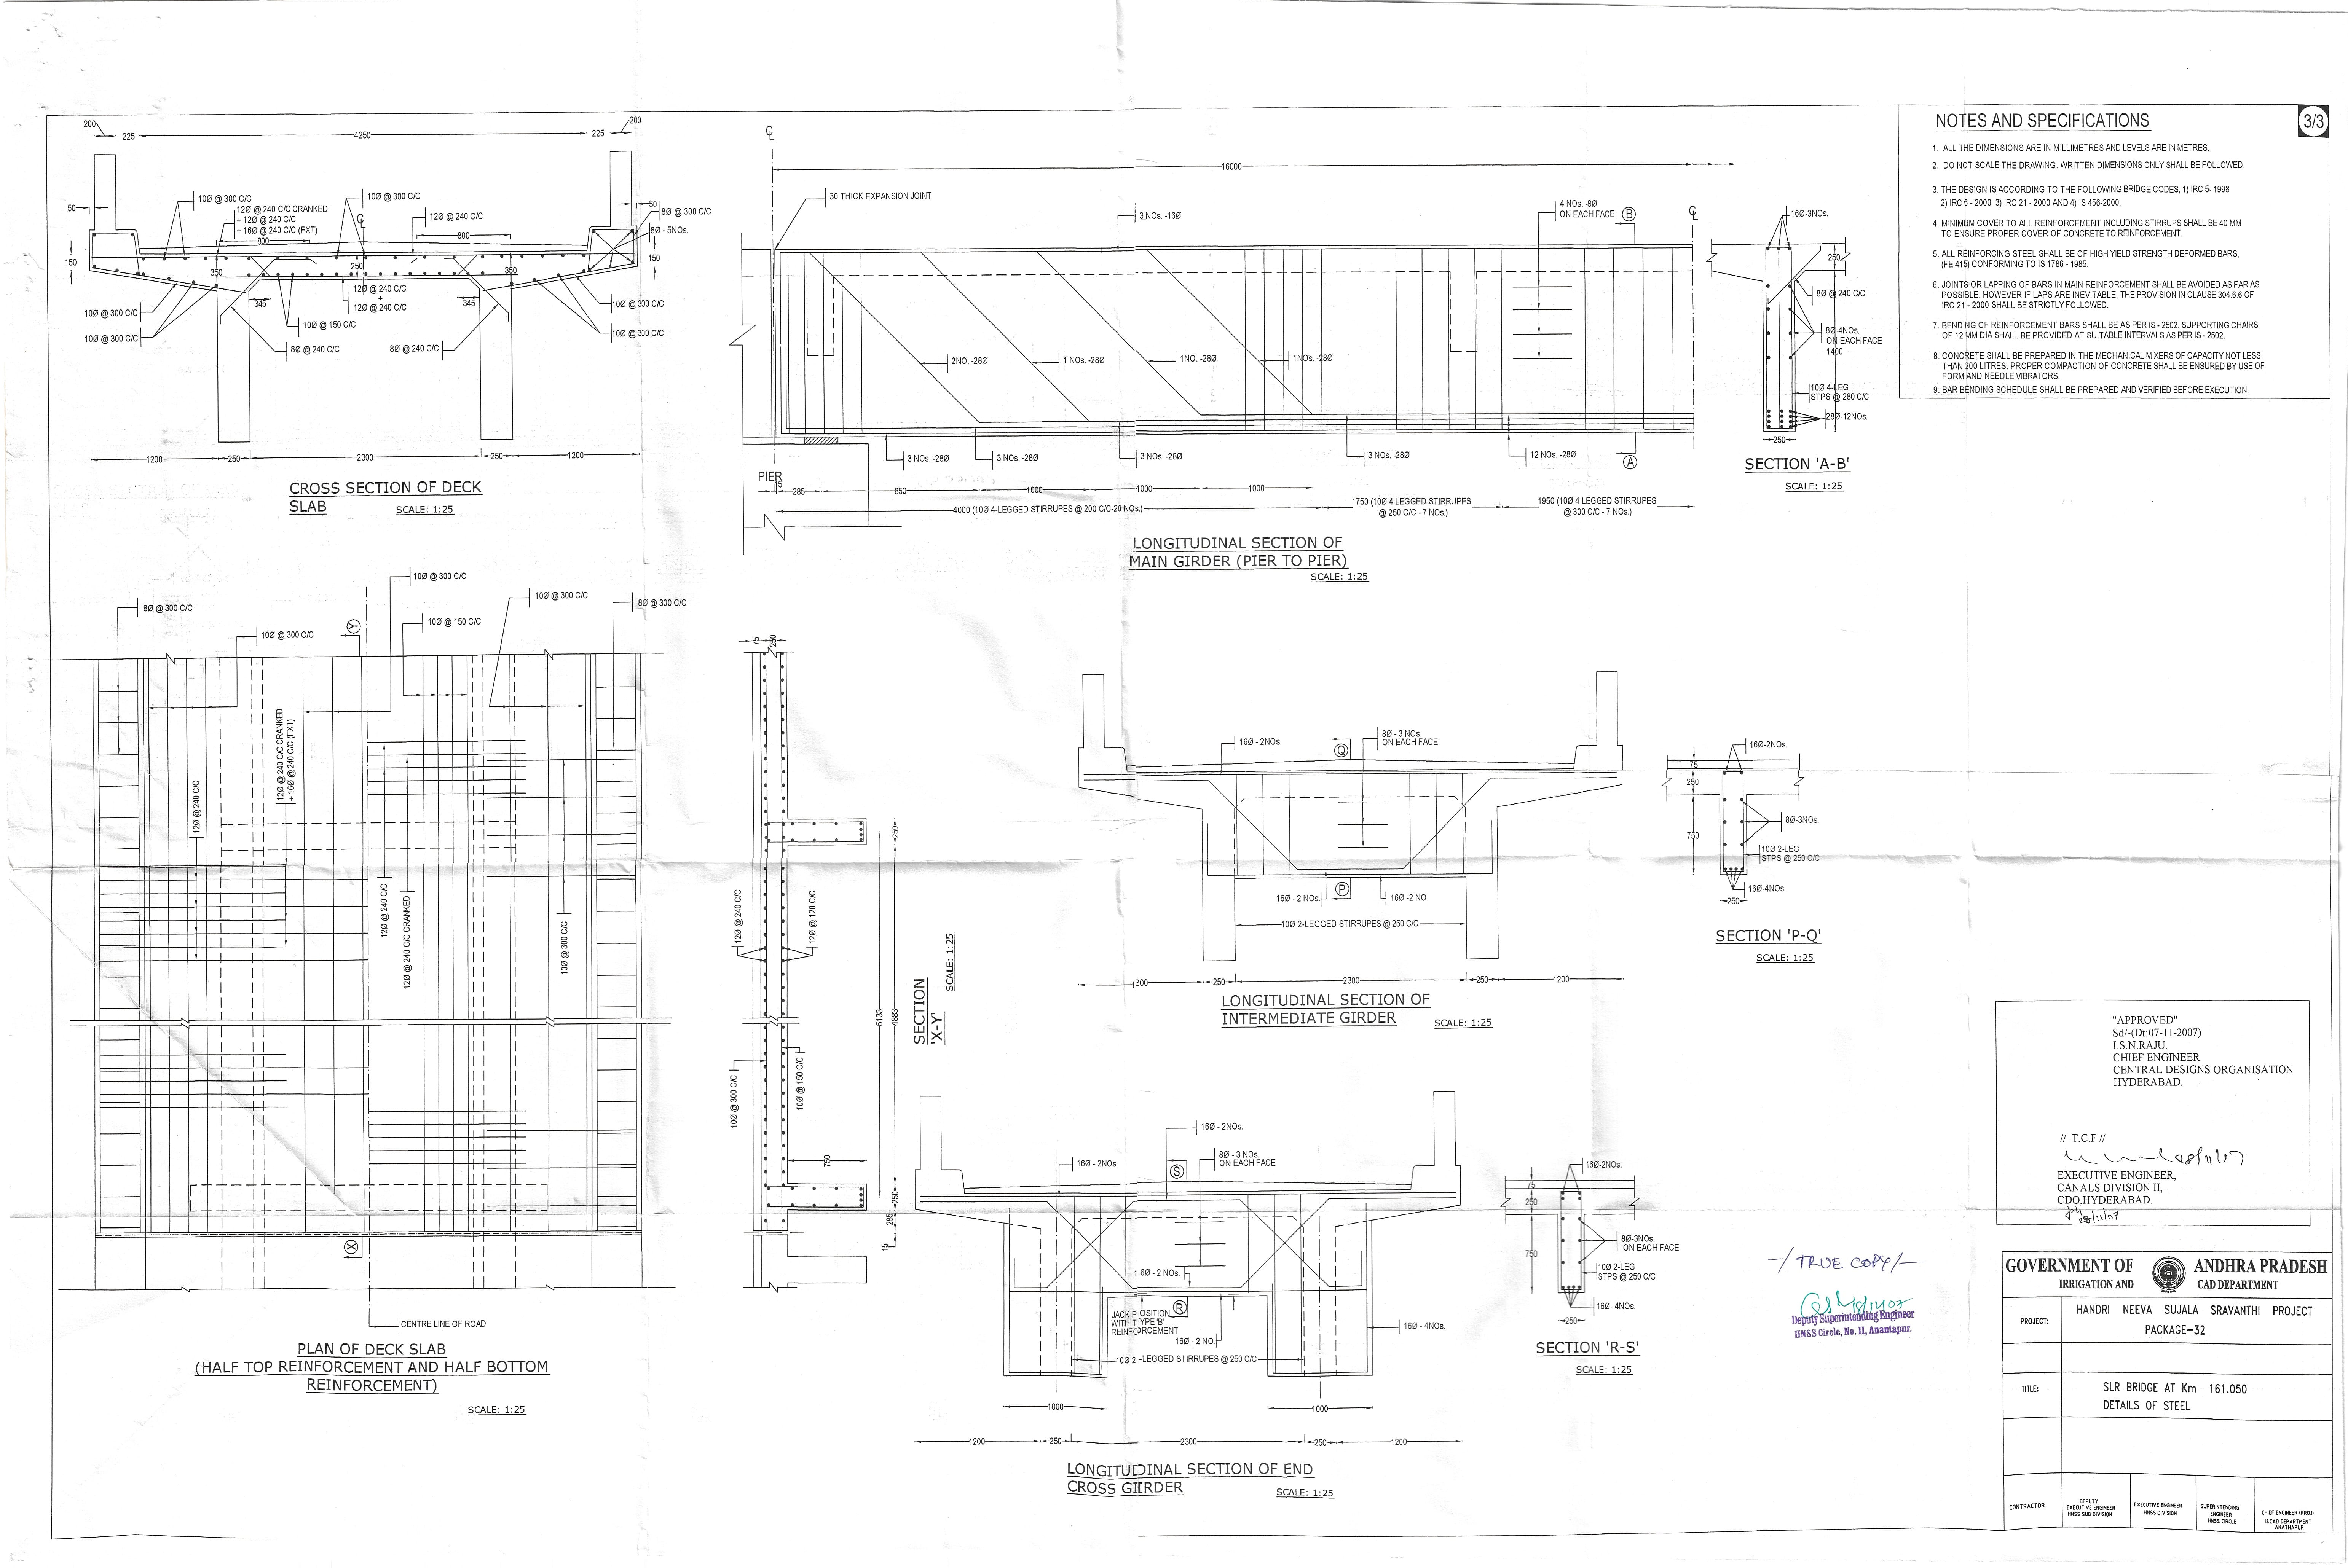 3/3
NOTES AND SPECIFICATIONS
1. ALL THE DIMENSIONS ARE IN MILLIMETRES AND LEVELS ARE IN METRES.
2. DO NOT SCALE THE DRAWING. WRITTEN DIMENSIONS ONLY SHALL BE FOLLOWED.
3. THE DESIGN IS ACCORDING TO THE FOLLOWING BRIDGE CODES, 1) IRC 5- 1998
2) IRC 6 - 2000 3) IRC 21 - 2000 AND 4) IS 456-2000.
4. MINIMUM COVER TO ALL REINFORCEMENT INCLUDING STIRRUPS SHALL BE 40 MM
TO ENSURE PROPER COVER OF CONCRETE TO REINFORCEMENT.
5. ALL REINFORCING STEEL SHALL BE OF HIGH YIELD STRENGTH DEFORMED BARS,
(FE 415) CONFORMING TO IS 1786 - 1985.
6. JOINTS OR LAPPING OF BARS IN MAIN REINFORCEMENT SHALL BE AVOIDED AS FAR AS
POSSIBLE. HOWEVER IF LAPS ARE INEVITABLE, THE PROVISION IN CLAUSE 304.6.6 OF
IRC 21 - 2000 SHALL BE STRICTLY FOLLOWED.
7. BENDING OF REINFORCEMENT BARS SHALL BE AS PER IS - 2502. SUPPORTING CHAIRS
OF 12 MM DIA SHALL BE PROVIDED AT SUITABLE INTERVALS AS PER IS - 2502.
8. CONCRETE SHALL BE PREPARED IN THE MECHANICAL MIXERS OF CAPACITY NOT LESS
THAN 200 LITRES. PROPER COMPACTION OF CONCRETE SHALL BE ENSURED BY USE OF
FORM AND NEEDLE VIBRATORS.
9. BAR BENDING SCHEDULE SHALL BE PREPARED AND VERIFIED BEFORE EXECUTION.
200
225
4250
225
200
50
10Ø @ 300 C/C
12Ø @ 240 C/C CRANKED
+ 12Ø @ 240 C/C
+ 16Ø @ 240 C/C (EXT)
800
10Ø @ 300 C/C
12Ø @ 240 C/C
800
50
8Ø @ 300 C/C
8Ø - 5NOs.
150
150
350
250
350
345
12Ø @ 240 C/C
+
12Ø @ 240 C/C
345
10Ø @ 300 C/C
10Ø @ 300 C/C
10Ø @ 150 C/C
8Ø @ 240 C/C
8Ø @ 240 C/C
10Ø @ 300 C/C
10Ø @ 300 C/C
1200
250
2300
250
1200
CROSS SECTION OF DECK
SLAB
SCALE: 1:25
16000
30 THICK EXPANSION JOINT
3 NOs. -16Ø
4 NOs. -8Ø
ON EACH FACE
B
2NO. -28Ø
1 NOs. -28Ø
1NO. -28Ø
1NOs. -28Ø
3 NOs. -28Ø
3 NOs. -28Ø
3 NOs. -28Ø
3 NOs. -28Ø
12 NOs. -28Ø
A
PIER
15
285
850
1000
1000
1000
4000 (10Ø 4-LEGGED STIRRUPES @ 200 C/C-20 NOs.)
1750 (10Ø 4 LEGGED STIRRUPES
@ 250 C/C - 7 NOs.)
1950 (10Ø 4 LEGGED STIRRUPES
@ 300 C/C - 7 NOs.)
LONGITUDINAL SECTION OF
MAIN GIRDER (PIER TO PIER)
SCALE: 1:25
16Ø-3NOs.
250
8Ø @ 240 C/C
8Ø-4NOs.
ON EACH FACE
1400
10Ø 4-LEG
STPS @ 280 C/C
28Ø-12NOs.
250
SECTION 'A-B'
SCALE: 1:25
8Ø @ 300 C/C
10Ø @ 300 C/C
10Ø @ 300 C/C
10Ø @ 150 C/C
10Ø @ 300 C/C
8Ø @ 300 C/C
Y
12Ø @ 240 C/C
12Ø @ 240 C/C CRANKED
+ 16Ø @ 240 C/C (EXT)
12Ø @ 240 C/C
12Ø @ 240 C/C CRANKED
10Ø @ 300 C/C
X
CENTRE LINE OF ROAD
PLAN OF DECK SLAB
(HALF TOP REINFORCEMENT AND HALF BOTTOM
REINFORCEMENT)
SCALE: 1:25
75
250
12Ø @ 240 C/C
12Ø @ 120 C/C
10Ø @ 300 C/C
10Ø @ 150 C/C
250
5133
4883
750
250
285
15
SECTION
'X-Y'
SCALE: 1:25
16Ø - 2NOs.
Q
8Ø - 3 NOs.
ON EACH FACE
16Ø - 2 NOs.
P
16Ø -2 NO.
10Ø 2-LEGGED STIRRUPES @ 250 C/C
1200
250
2300
250
1200
LONGITUDINAL SECTION OF
INTERMEDIATE GIRDER
SCALE: 1:25
16Ø-2NOs.
75
250
750
8Ø-3NOs.
10Ø 2-LEG
STPS @ 250 C/C
16Ø-4NOs.
250
SECTION 'P-Q'
SCALE: 1:25
16Ø - 2NOs.
16Ø - 2NOs.
S
8Ø - 3 NOs.
ON EACH FACE
1 6Ø - 2 NOs.
JACK P OSITION
WITH T YPE 'B'
REINFORCEMENT
R
16Ø - 2 NO.
16Ø - 4NOs.
10Ø 2-LEGGED STIRRUPES @ 250 C/C
1000
1000
1200
250
2300
250
1200
LONGITUDINAL SECTION OF END
CROSS GIRDER
SCALE: 1:25
16Ø-2NOs.
75
250
750
8Ø-3NOs.
ON EACH FACE
10Ø 2-LEG
STPS @ 250 C/C
16Ø- 4NOs.
250
SECTION 'R-S'
SCALE: 1:25
-/ TRUE COPY/-
Deputy Superintending Engineer
HNSS Circle, No. 11, Anantapur.
"APPROVED"
Sd/-(Dt:07-11-2007)
I.S.N.RAJU.
CHIEF ENGINEER
CENTRAL DESIGNS ORGANISATION
HYDERABAD.
// .T.C.F //
EXECUTIVE ENGINEER,
CANALS DIVISION II,
CDO,HYDERABAD.
28/11/07
GOVERNMENT OF ANDHRA PRADESH
IRRIGATION AND CAD DEPARTMENT
PROJECT:
HANDRI NEEVA SUJALA SRAVANTHI PROJECT
PACKAGE-32
TITLE:
SLR BRIDGE AT Km 161.050
DETAILS OF STEEL
CONTRACTOR
DEPUTY
EXECUTIVE ENGINEER
HNSS SUB DIVISION
EXECUTIVE ENGINEER
HNSS DIVISION
SUPERINTENDING
ENGINEER
HNSS CIRCLE
CHIEF ENGINEER (PROJ)
I&CAD DEPARTMENT
ANATHAPUR